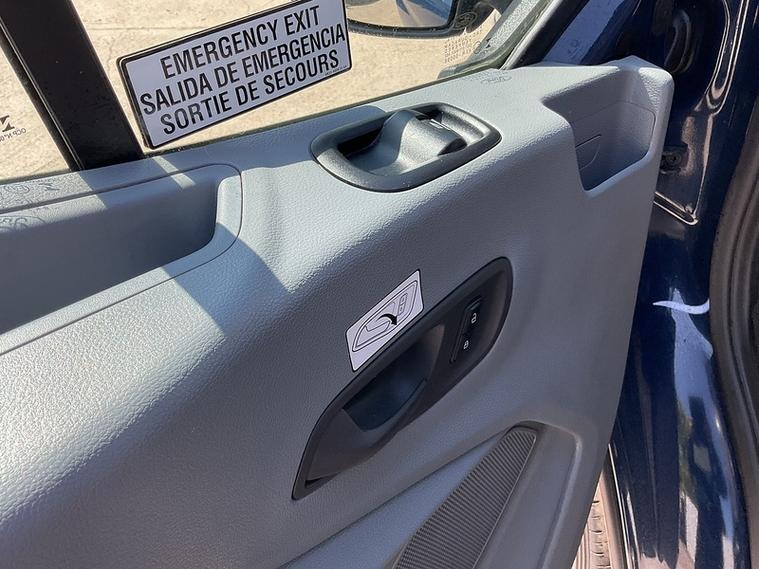 EMERGENCY EXIT
SALIDA DE EMERGENCIA
SORTIE DE SECOURS